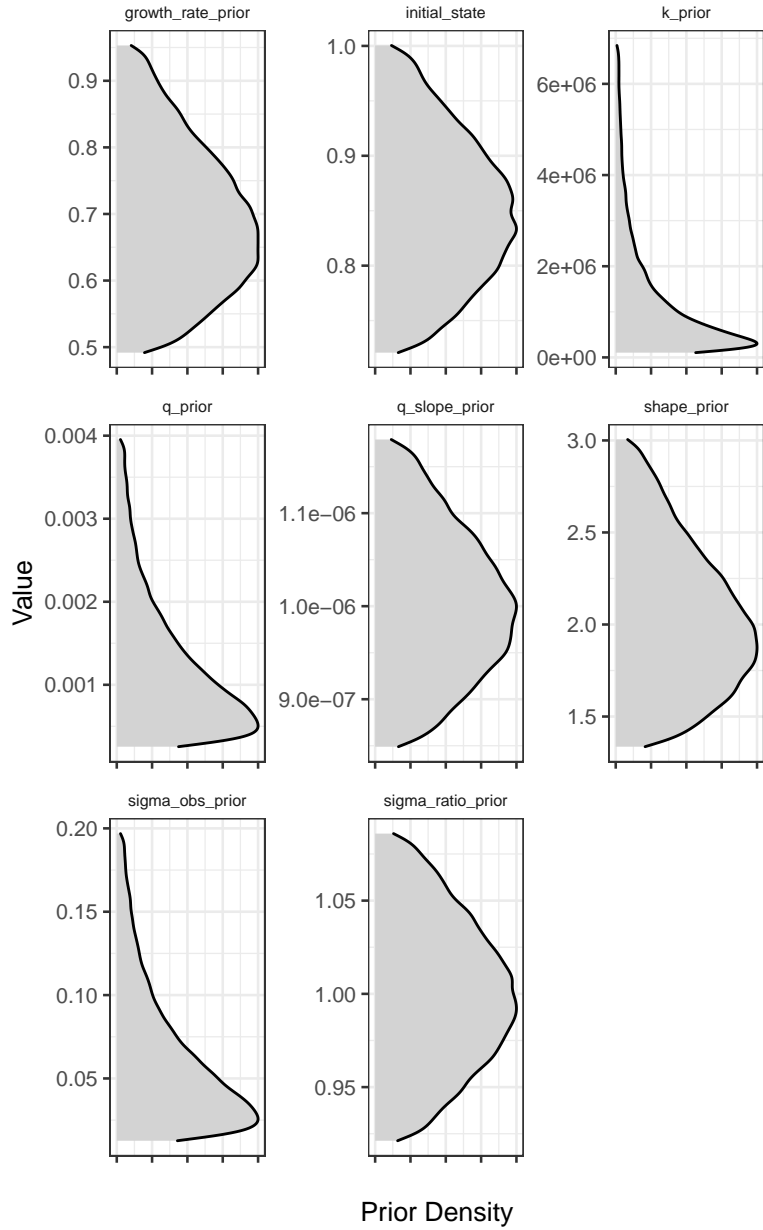 growth_rate_prior
initial_state
k_prior
0.9
0.8
0.7
0.6
0.5
1.0
0.9
0.8
6e+06
4e+06
2e+06
0e+00
q_prior
q_slope_prior
shape_prior
0.004
0.003
0.002
0.001
1.1e−06
1.0e−06
9.0e−07
3.0
2.5
2.0
1.5
Value
sigma_obs_prior
sigma_ratio_prior
0.20
0.15
0.10
0.05
1.05
1.00
0.95
Prior Density